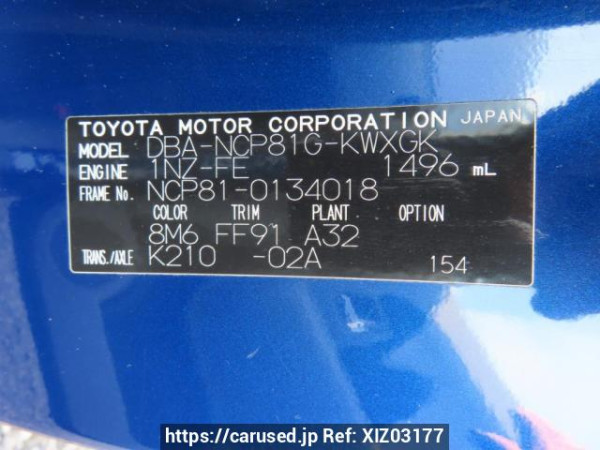 TOYOTA MOTOR CORPORATION JAPAN
MODEL DBA-NCP81G-KWXGK
ENGINE 1NZ-FE 1496 mL
FRAME No. NCP81-0134018
COLOR TRIM PLANT OPTION
8M6 FF91 A32
TRANS./AXLE K210 -02A 154
https://carused.jp Ref: XIZ03177